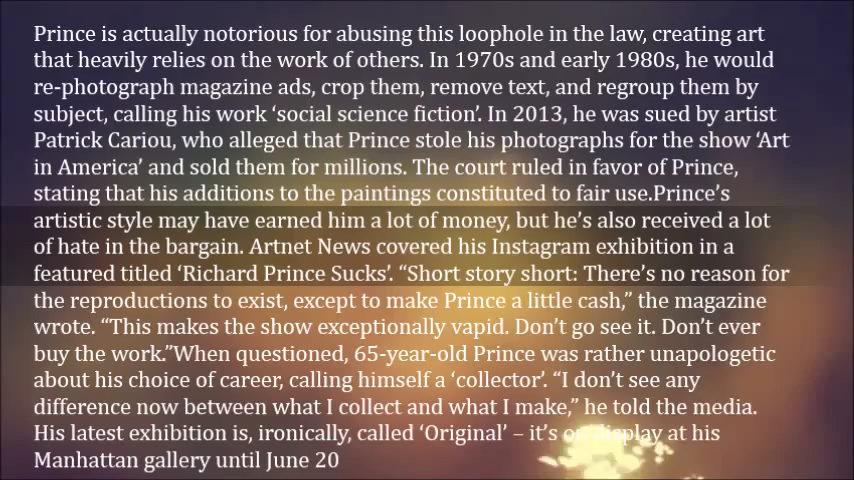 Prince is actually notorious for abusing this loophole in the law, creating art
that heavily relies on the work of others. In 1970s and early 1980s, he would
re-photograph magazine ads, crop them, remove text, and regroup them by
subject, calling his work ‘social science fiction’. In 2013, he was sued by artist
Patrick Cariou, who alleged that Prince stole his photographs for the show ‘Art
in America’ and sold them for millions. The court ruled in favor of Prince,
stating that his additions to the paintings constituted to fair use.Prince’s
artistic style may have earned him a lot of money, but he’s also received a lot
of hate in the bargain. Artnet News covered his Instagram exhibition in a
featured titled ‘Richard Prince Sucks’. “Short story short: There’s no reason for
the reproductions to exist, except to make Prince a little cash,” the magazine
wrote. “This makes the show exceptionally vapid. Don’t go see it. Don’t ever
buy the work.”When questioned, 65-year-old Prince was rather unapologetic
about his choice of career, calling himself a ‘collector’. “I don’t see any
difference now between what I collect and what I make,” he told the media.
His latest exhibition is, ironically, called ‘Original’ – it’s on display at his
Manhattan gallery until June 20